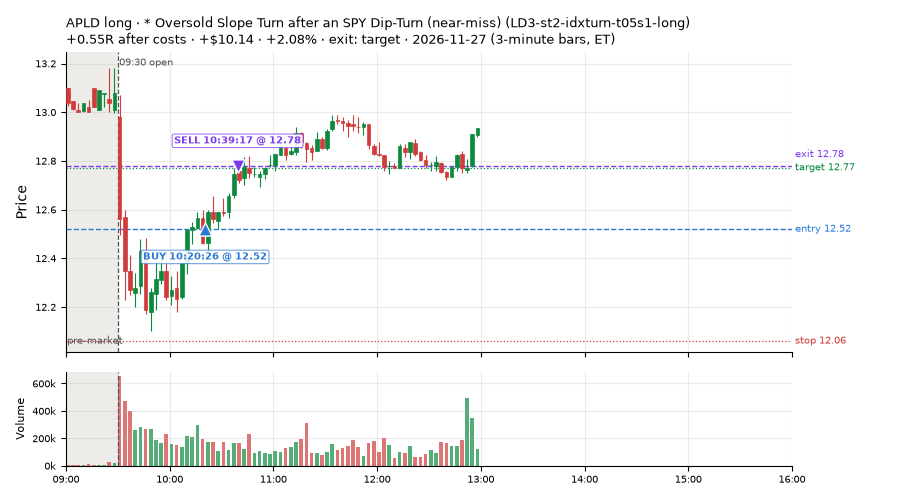 APLD long · * Oversold Slope Turn after an SPY Dip-Turn (near-miss) (LD3-st2-idxturn-t05s1-long)
+0.55R after costs · +$10.14 · +2.08% · exit: target · 2026-11-27 (3-minute bars, ET)
09:30 open
13.2
13.0
12.8
12.6
12.4
12.2
Price
SELL 10:39:17 @ 12.78
BUY 10:20:26 @ 12.52
exit 12.78
target 12.77
entry 12.52
stop 12.06
pre-market
600k
400k
200k
0k
Volume
09:00
10:00
11:00
12:00
13:00
14:00
15:00
16:00